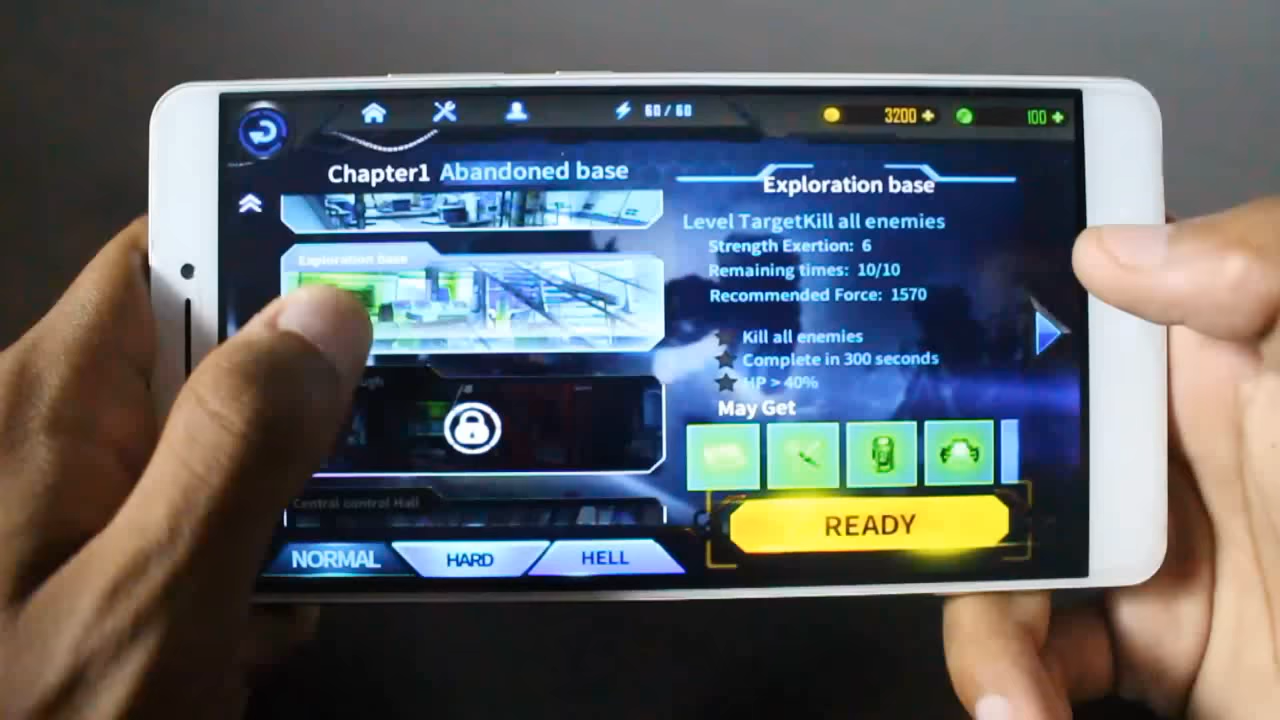 60 / 60
3200 +
100 +
Chapter1 Abandoned base
Exploration base
Exploration base
Level TargetKill all enemies
Strength Exertion: 6
Remaining times: 10/10
Recommended Force: 1570
Kill all enemies
Complete in 300 seconds
HP > 40%
May Get
Central control Hall
READY
NORMAL
HARD
HELL